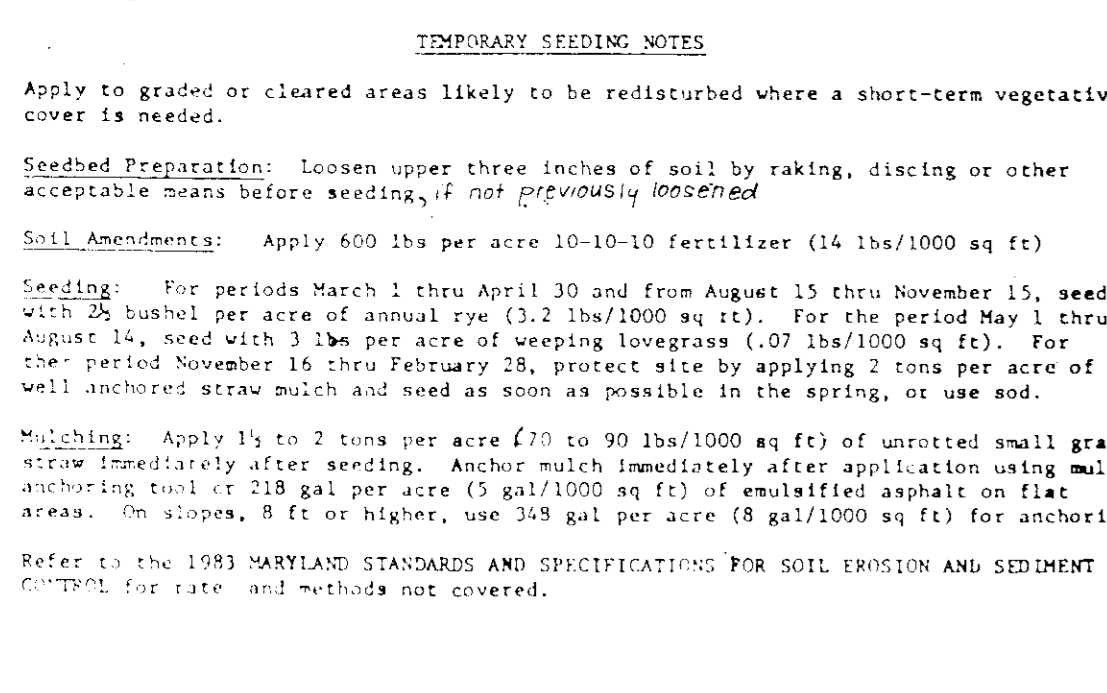 TEMPORARY SEEDING NOTES
Apply to graded or cleared areas likely to be redisturbed where a short-term vegetativ
cover is needed.
Seedbed Preparation: Loosen upper three inches of soil by raking, discing or other
acceptable means before seeding, if not previously loosened
Soil Amendments: Apply 600 lbs per acre 10-10-10 fertilizer (14 lbs/1000 sq ft)
Seeding: For periods March 1 thru April 30 and from August 15 thru November 15, seed
with 2½ bushel per acre of annual rye (3.2 lbs/1000 sq ft). For the period May 1 thru
August 14, seed with 3 lbs per acre of weeping lovegrass (.07 lbs/1000 sq ft). For
the period November 16 thru February 28, protect site by applying 2 tons per acre of
well anchored straw mulch and seed as soon as possible in the spring, or use sod.
Mulching: Apply 1½ to 2 tons per acre (70 to 90 lbs/1000 sq ft) of unrotted small gra
straw immediately after seeding. Anchor mulch immediately after application using mul
anchoring tool or 218 gal per acre (5 gal/1000 sq ft) of emulsified asphalt on flat
areas. On slopes, 8 ft or higher, use 348 gal per acre (8 gal/1000 sq ft) for anchori
Refer to the 1983 MARYLAND STANDARDS AND SPECIFICATIONS FOR SOIL EROSION AND SEDIMENT
CONTROL for rate and methods not covered.